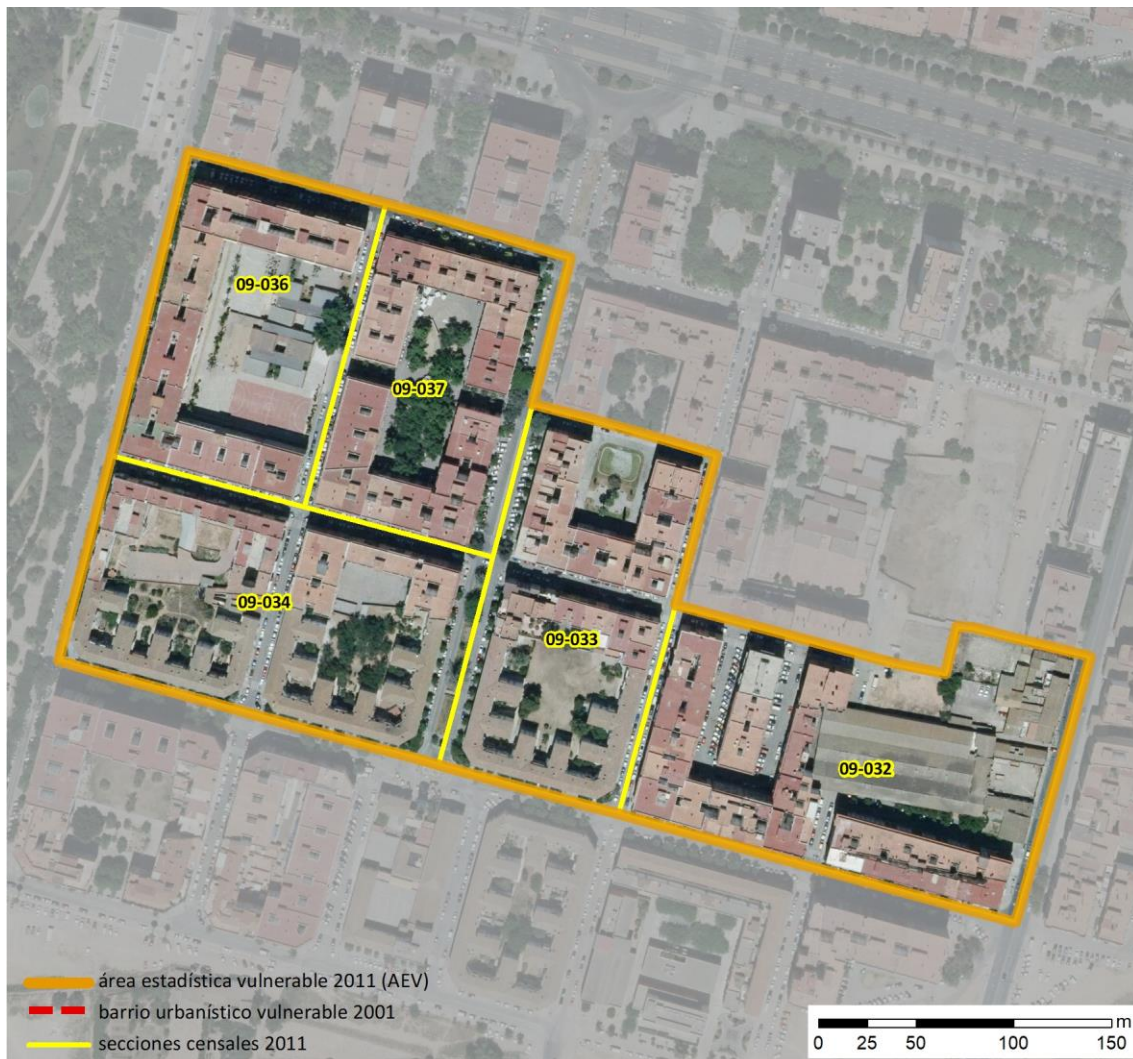 09-036
09-037
09-034
09-033
09-032
área estadística vulnerable 2011 (AEV)
barrio urbanístico vulnerable 2001
secciones censales 2011
m
0 25 50 100 150